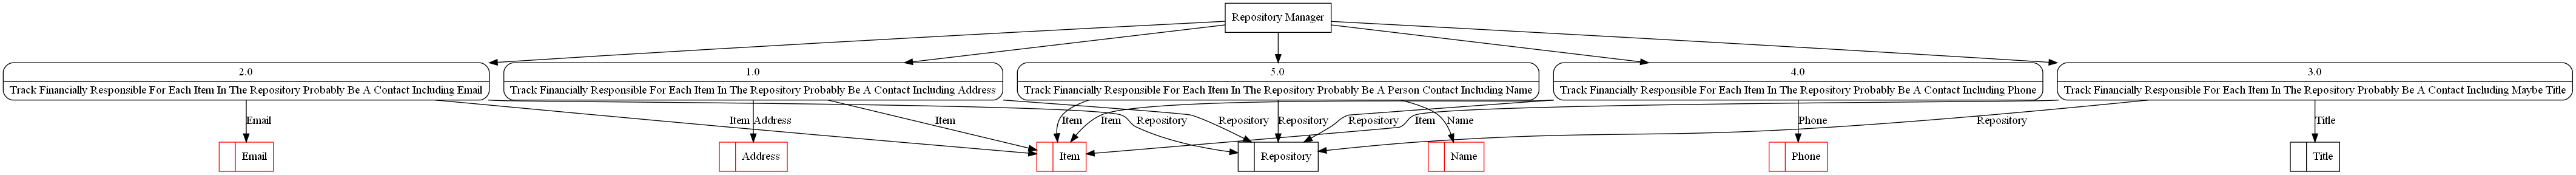 Repository Manager
2.0
Track Financially Responsible For Each Item In The Repository Probably Be A Contact Including Email
1.0
Track Financially Responsible For Each Item In The Repository Probably Be A Contact Including Address
5.0
Track Financially Responsible For Each Item In The Repository Probably Be A Person Contact Including Name
4.0
Track Financially Responsible For Each Item In The Repository Probably Be A Contact Including Phone
3.0
Track Financially Responsible For Each Item In The Repository Probably Be A Contact Including Maybe Title
Email
Item
Address
Item
Repository
Repository
Item
Item
Repository
Repository
Item
Name
Phone
Repository
Title
Email
Address
Item
Repository
Name
Phone
Title